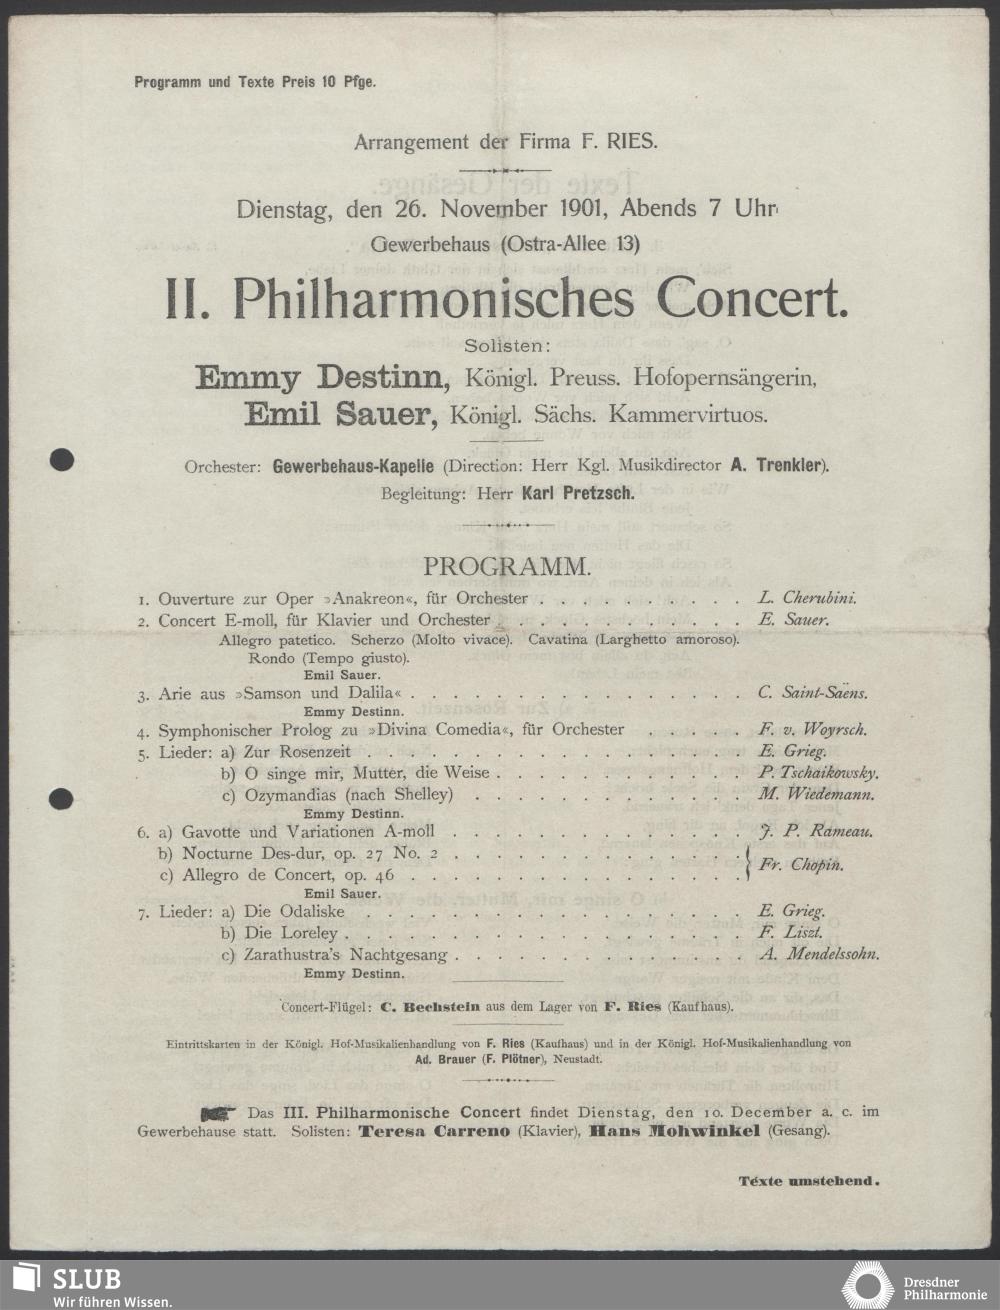 Programm und Texte Preis 10 Pfge.
Arrangement der Firma F. RIES.
Dienstag, den 26. November 1901, Abends 7 Uhr
Gewerbehaus (Ostra-Allee 13)
II. Philharmonisches Concert.
Solisten:
Emmy Destinn, Königl. Preuss. Hofopernsängerin,
Emil Sauer, Königl. Sächs. Kammervirtuos.
Orchester: Gewerbehaus-Kapelle (Direction: Herr Kgl. Musikdirector A. Trenkler).
Begleitung: Herr Karl Pretzsch.
PROGRAMM.
1. Ouverture zur Oper »Anakreon«, für Orchester . . . . . . . . . . L. Cherubini.
2. Concert E-moll, für Klavier und Orchester . . . . . . . . . . . . E. Sauer.
Allegro patetico. Scherzo (Molto vivace). Cavatina (Larghetto amoroso).
Rondo (Tempo giusto).
Emil Sauer.
3. Arie aus »Samson und Dalila« . . . . . . . . . . . . . . . . C. Saint-Saëns.
Emmy Destinn.
4. Symphonischer Prolog zu »Divina Comedia«, für Orchester . . . . . F. v. Woyrsch.
5. Lieder: a) Zur Rosenzeit . . . . . . . . . . . . . . . . . . E. Grieg.
b) O singe mir, Mutter, die Weise . . . . . . . . . . . . P. Tschaikowsky.
c) Ozymandias (nach Shelley) . . . . . . . . . . . . . M. Wiedemann.
Emmy Destinn.
6. a) Gavotte und Variationen A-moll . . . . . . . . . . . . . . J. P. Rameau.
b) Nocturne Des-dur, op. 27 No. 2 . . . . . . . . . . . . . .
c) Allegro de Concert, op. 46 . . . . . . . . . . . . . . . . Fr. Chopin.
Emil Sauer.
7. Lieder: a) Die Odaliske . . . . . . . . . . . . . . . . . . E. Grieg.
b) Die Loreley . . . . . . . . . . . . . . . . . . . F. Liszt.
c) Zarathustra's Nachtgesang . . . . . . . . . . . . . . A. Mendelssohn.
Emmy Destinn.
Concert-Flügel: C. Bechstein aus dem Lager von F. Ries (Kaufhaus).
Eintrittskarten in der Königl. Hof-Musikalienhandlung von F. Ries (Kaufhaus) und in der Königl. Hof-Musikalienhandlung von
Ad. Brauer (F. Plötner), Neustadt.
Das III. Philharmonische Concert findet Dienstag, den 10. December a. c. im
Gewerbehause statt. Solisten: Teresa Carreno (Klavier), Hans Mohwinkel (Gesang).
Texte umstehend.
SLUB
Wir führen Wissen.
Dresdner
Philharmonie